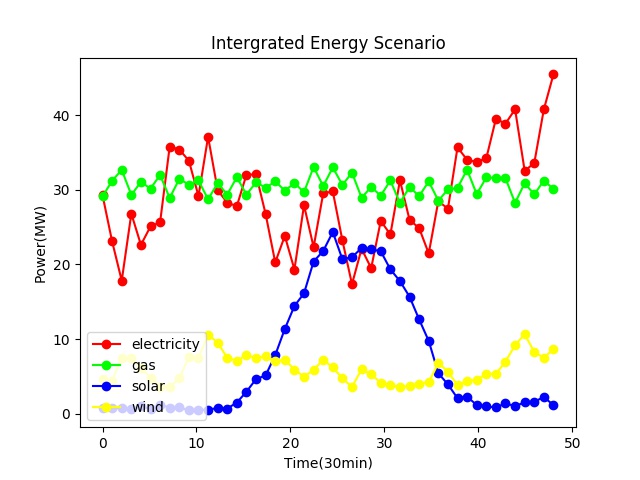 Intergrated Energy Scenario
Power(MW)
40
30
20
10
0
electricity
gas
solar
wind
0 10 20 30 40 50
Time(30min)